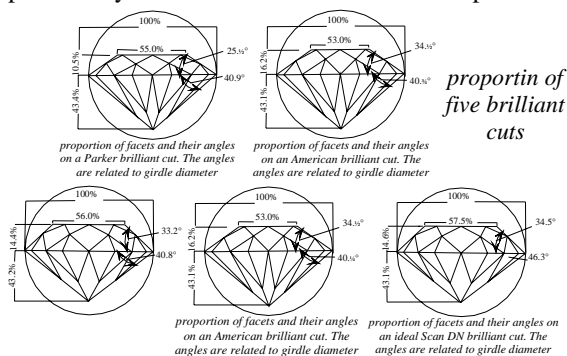 100%
55.0%
25.½°
10.5%
40.9°
43.4%
proportion of facets and their angles
on a Parker brilliant cut. The angles
are related to girdle diameter
100%
53.0%
34.½°
16.2%
40.¾°
43.1%
proportion of facets and their angles
on an American brilliant cut. The
angles are related to girdle diameter
proportin of
five brilliant
cuts
100%
56.0%
33.2°
14.4%
40.8°
43.2%
100%
53.0%
34.½°
16.2%
40.¼°
43.1%
proportion of facets and their angles
on an American brilliant cut. The
angles are related to girdle diameter
100%
57.5%
34.5°
14.6%
46.3°
43.1%
proportion of facets and their angles on
an ideal Scan DN brilliant cut. The
angles are related to girdle diameter